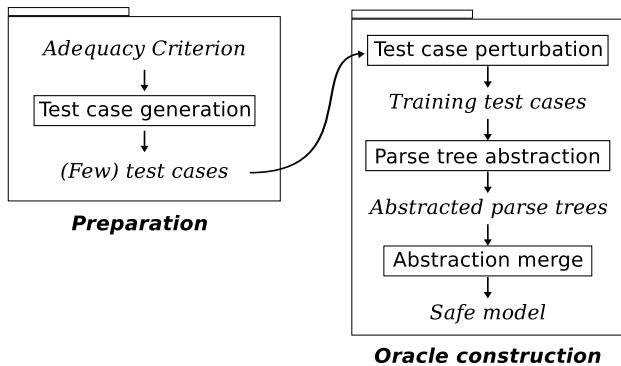 Adequacy Criterion
Test case generation
(Few) test cases
Preparation
Test case perturbation
Training test cases
Parse tree abstraction
Abstracted parse trees
Abstraction merge
Safe model
Oracle construction